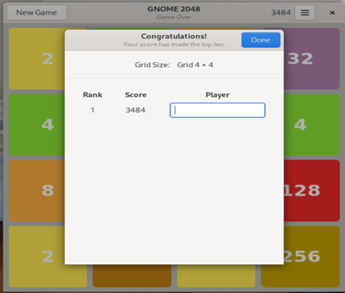 New Game
GNOME 2048
Game Over
3484
Congratulations!
Your score has made the top ten.
Done
Grid Size: Grid 4 × 4
Rank Score Player
1 3484
2
32
4
4
8
128
2
256